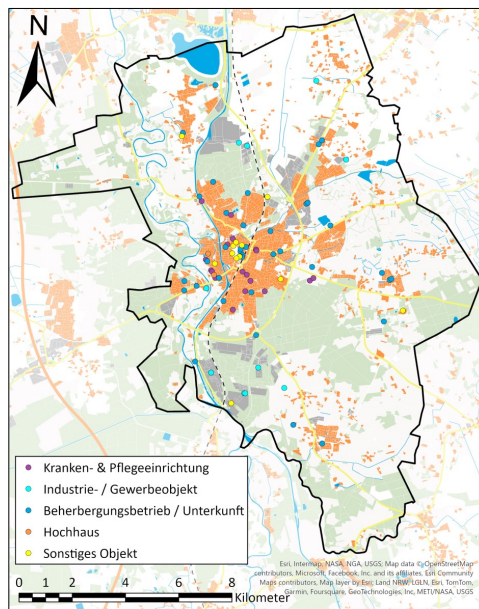 N
Kranken- & Pflegeeinrichtung
Industrie- / Gewerbeobjekt
Beherbergungsbetrieb / Unterkunft
Hochhaus
Sonstiges Objekt
Esri, Intermap, NASA, NGA, USGS; Map data © OpenStreetMap
contributors, Microsoft, Facebook, Inc. and its affiliates, Esri Community
Maps contributors, Map layer by Esri; Land NRW, LGLN, Esri, TomTom,
Garmin, Foursquare, GeoTechnologies, Inc, METI/NASA, USGS
0 1 2 4 6 8
Kilometer